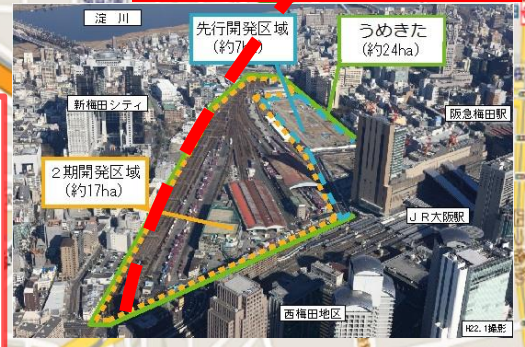 淀川
先行開発区域
(約7h
うめきた
(約24ha)
新梅田シティ
阪急梅田駅
2期開発区域
(約17ha)
JR大阪駅
西梅田地区
H22.1撮影